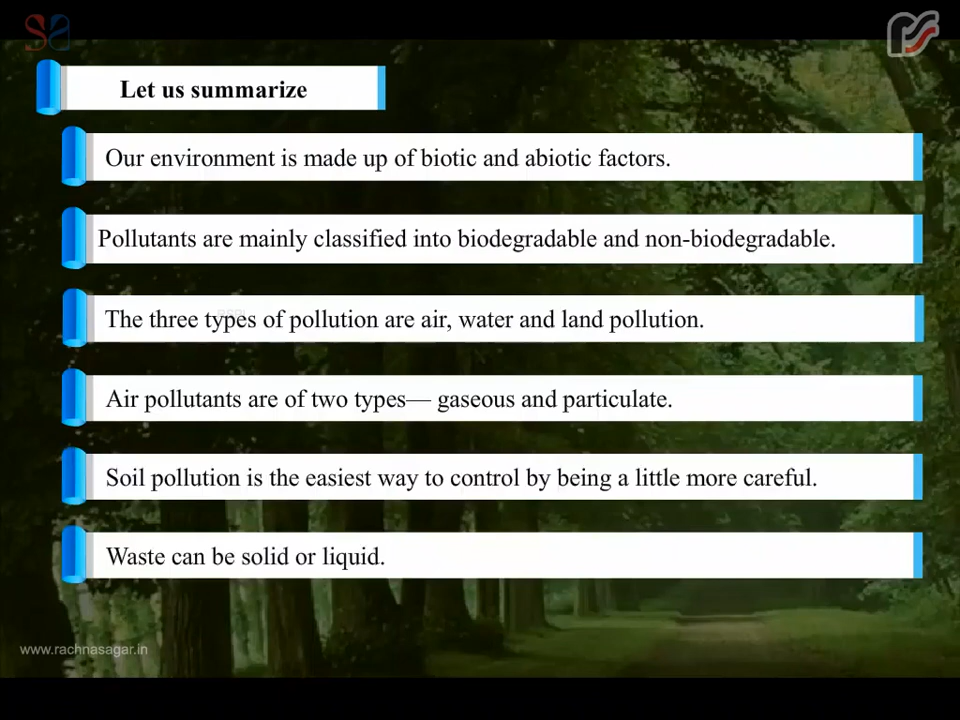 Let us summarize
Our environment is made up of biotic and abiotic factors.
Pollutants are mainly classified into biodegradable and non-biodegradable.
The three types of pollution are air, water and land pollution.
Air pollutants are of two types— gaseous and particulate.
Soil pollution is the easiest way to control by being a little more careful.
Waste can be solid or liquid.
www.rachnasagar.in